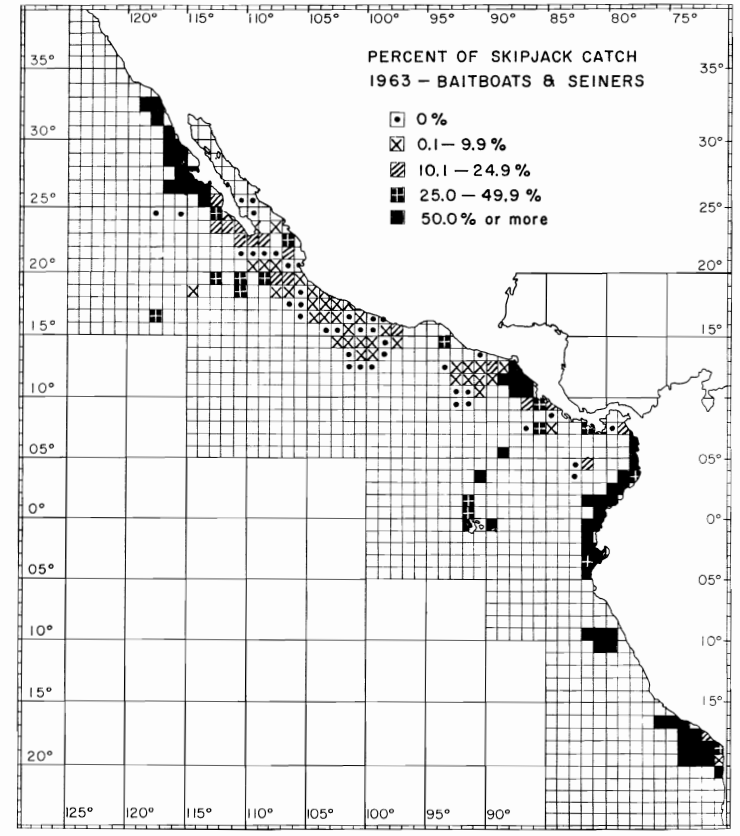 120° 115° 110° 105° 100° 95° 90° 85° 80° 75°
PERCENT OF SKIPJACK CATCH
1963 – BAITBOATS & SEINERS
0 %
0.1 – 9.9 %
10.1 – 24.9 %
25.0 – 49.9 %
50.0 % or more
35° 35°
30° 30°
25° 25°
20° 20°
15° 15°
10° 10°
05° 05°
0° 0°
05° 05°
10° 10°
15° 15°
20° 20°
125° 120° 115° 110° 105° 100° 95° 90° 85° 80° 75°